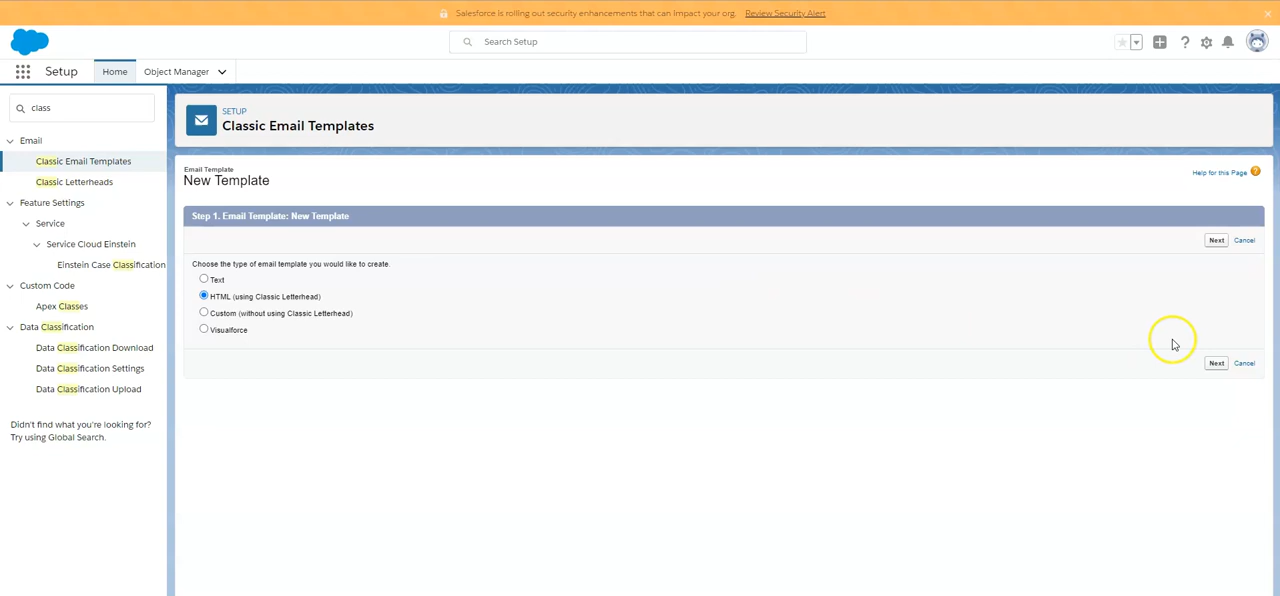 Salesforce is rolling out security enhancements that can impact your org. Review Security Alert
Search Setup
Setup
Home
Object Manager
class
Email
Classic Email Templates
Classic Letterheads
Feature Settings
Service
Service Cloud Einstein
Einstein Case Classification
Custom Code
Apex Classes
Data Classification
Data Classification Download
Data Classification Settings
Data Classification Upload
Didn't find what you're looking for?
Try using Global Search.
SETUP
Classic Email Templates
Email Template
New Template
Help for this Page
Step 1. Email Template: New Template
Next Cancel
Choose the type of email template you would like to create.
Text
HTML (using Classic Letterhead)
Custom (without using Classic Letterhead)
Visualforce
Next Cancel